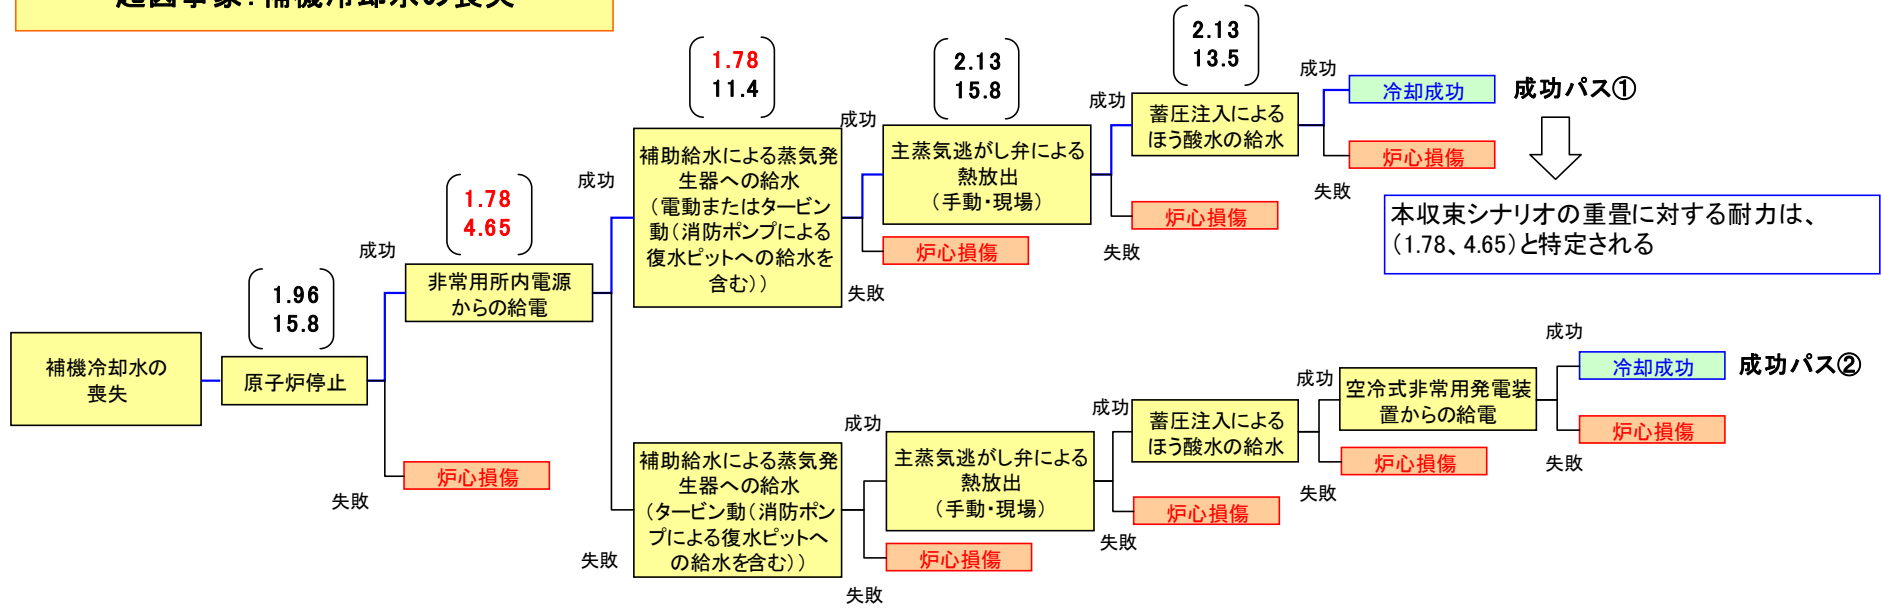 起因事象：補機冷却水の喪失
1.78
11.4
2.13
15.8
2.13
13.5
成功
冷却成功
成功パス①
成功
蓄圧注入による
ほう酸水の給水
炉心損傷
失敗
成功
主蒸気逃がし弁による
熱放出
（手動・現場）
炉心損傷
失敗
本収束シナリオの重畳に対する耐力は、
（1.78、4.65）と特定される
成功
補助給水による蒸気発
生器への給水
（電動またはタービン
動（消防ポンプによる
復水ピットへの給水を
含む））
炉心損傷
失敗
1.78
4.65
成功
非常用所内電源
からの給電
1.96
15.8
補機冷却水の
喪失
原子炉停止
炉心損傷
失敗
失敗
補助給水による蒸気発
生器への給水
（タービン動（消防ポン
プによる復水ピットへ
の給水を含む））
成功
主蒸気逃がし弁による
熱放出
（手動・現場）
炉心損傷
失敗
成功
蓄圧注入による
ほう酸水の給水
炉心損傷
失敗
成功
空冷式非常用発電装
置からの給電
炉心損傷
失敗
成功
冷却成功
成功パス②
炉心損傷
失敗